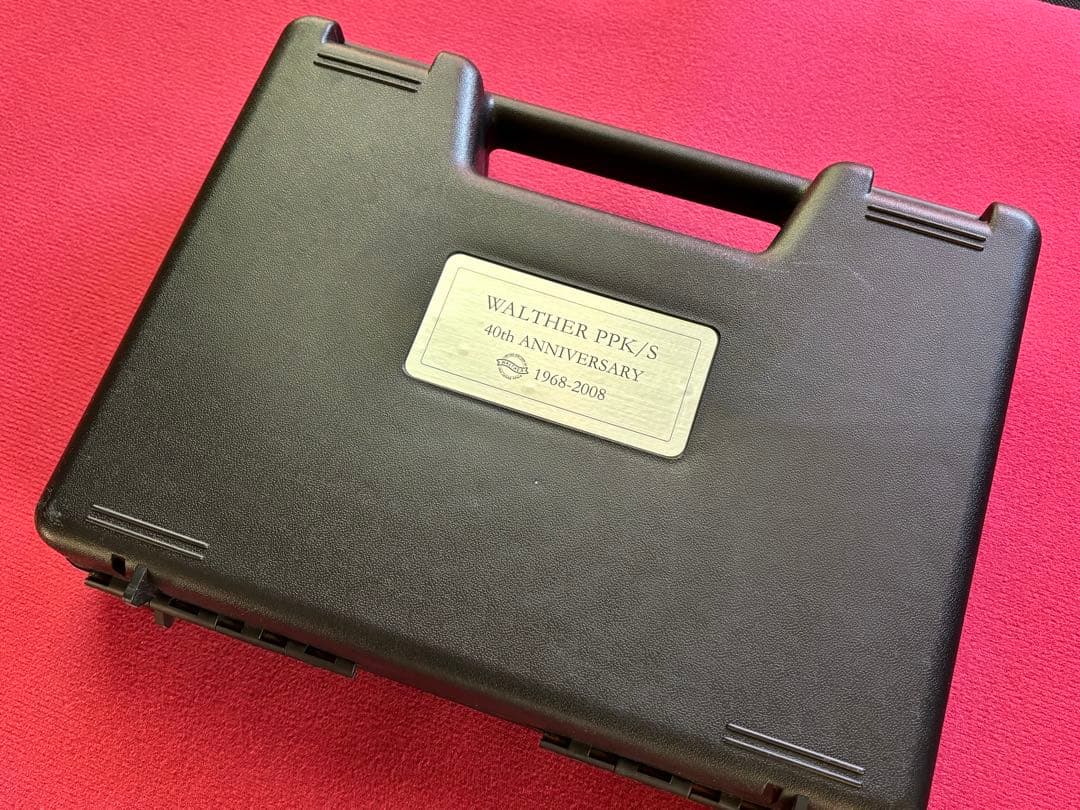 WALTHER PPK/S
40th ANNIVERSARY
1968-2008